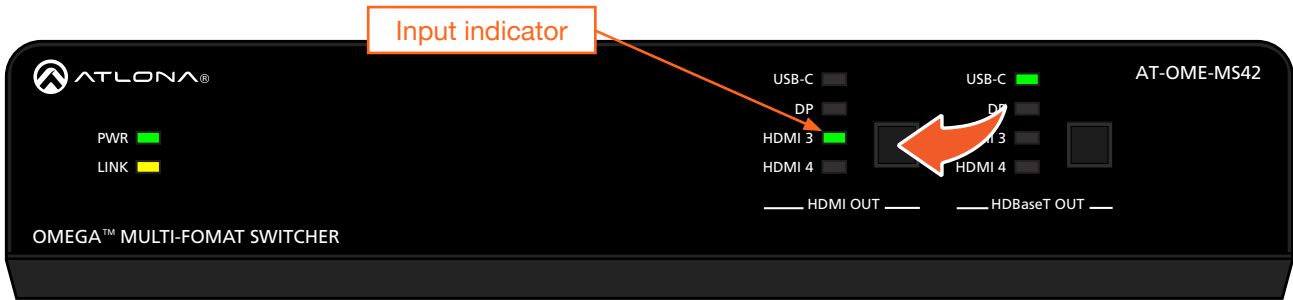 Input indicator
ATLONA®
AT-OME-MS42
PWR
LINK
USB-C
DP
HDMI 3
HDMI 4
HDMI OUT
USB-C
DP
3
HDMI 4
HDBaseT OUT
OMEGA™ MULTI-FOMAT SWITCHER